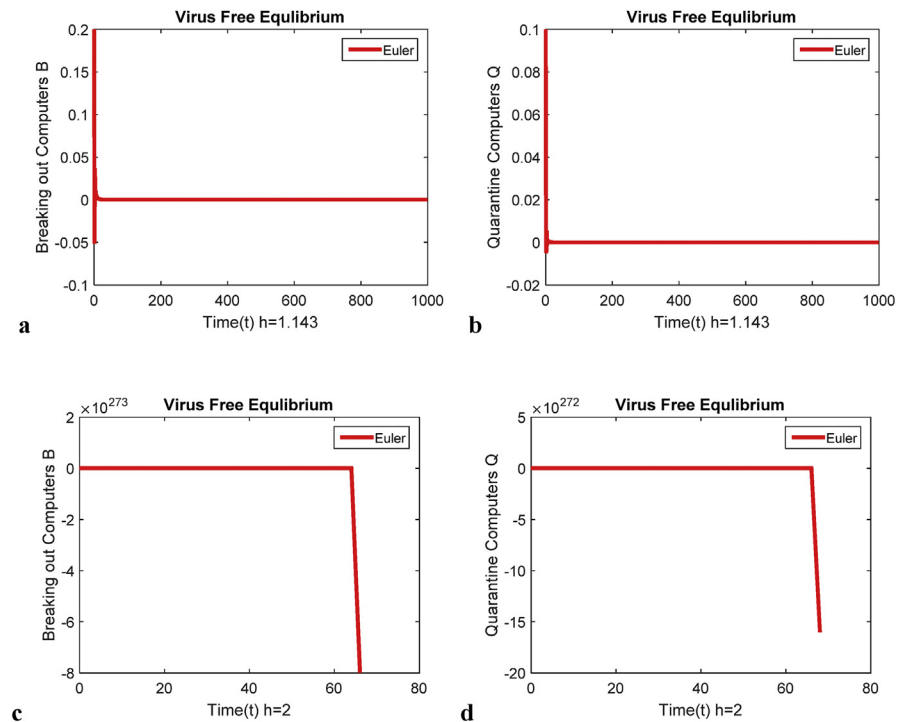 Virus Free Equlibrium
Euler
Breaking out Computers B
0.2
0.15
0.1
0.05
0
-0.05
-0.1
0 200 400 600 800 1000
Time(t) h=1.143
a
Virus Free Equlibrium
Euler
Quarantine Computers Q
0.1
0.08
0.06
0.04
0.02
0
-0.02
0 200 400 600 800 1000
Time(t) h=1.143
b
×10^273
Virus Free Equlibrium
Euler
Breaking out Computers B
2
0
-2
-4
-6
-8
0 20 40 60 80
Time(t) h=2
c
×10^272
Virus Free Equlibrium
Euler
Quarantine Computers Q
5
0
-5
-10
-15
-20
0 20 40 60 80
Time(t) h=2
d